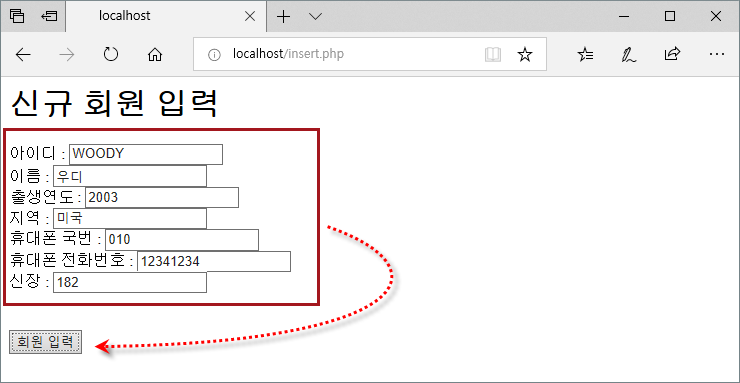 localhost
localhost/insert.php
신규 회원 입력
아이디 : WOODY
이름 : 우디
출생연도 : 2003
지역 : 미국
휴대폰 국번 : 010
휴대폰 전화번호 : 12341234
신장 : 182
회원 입력